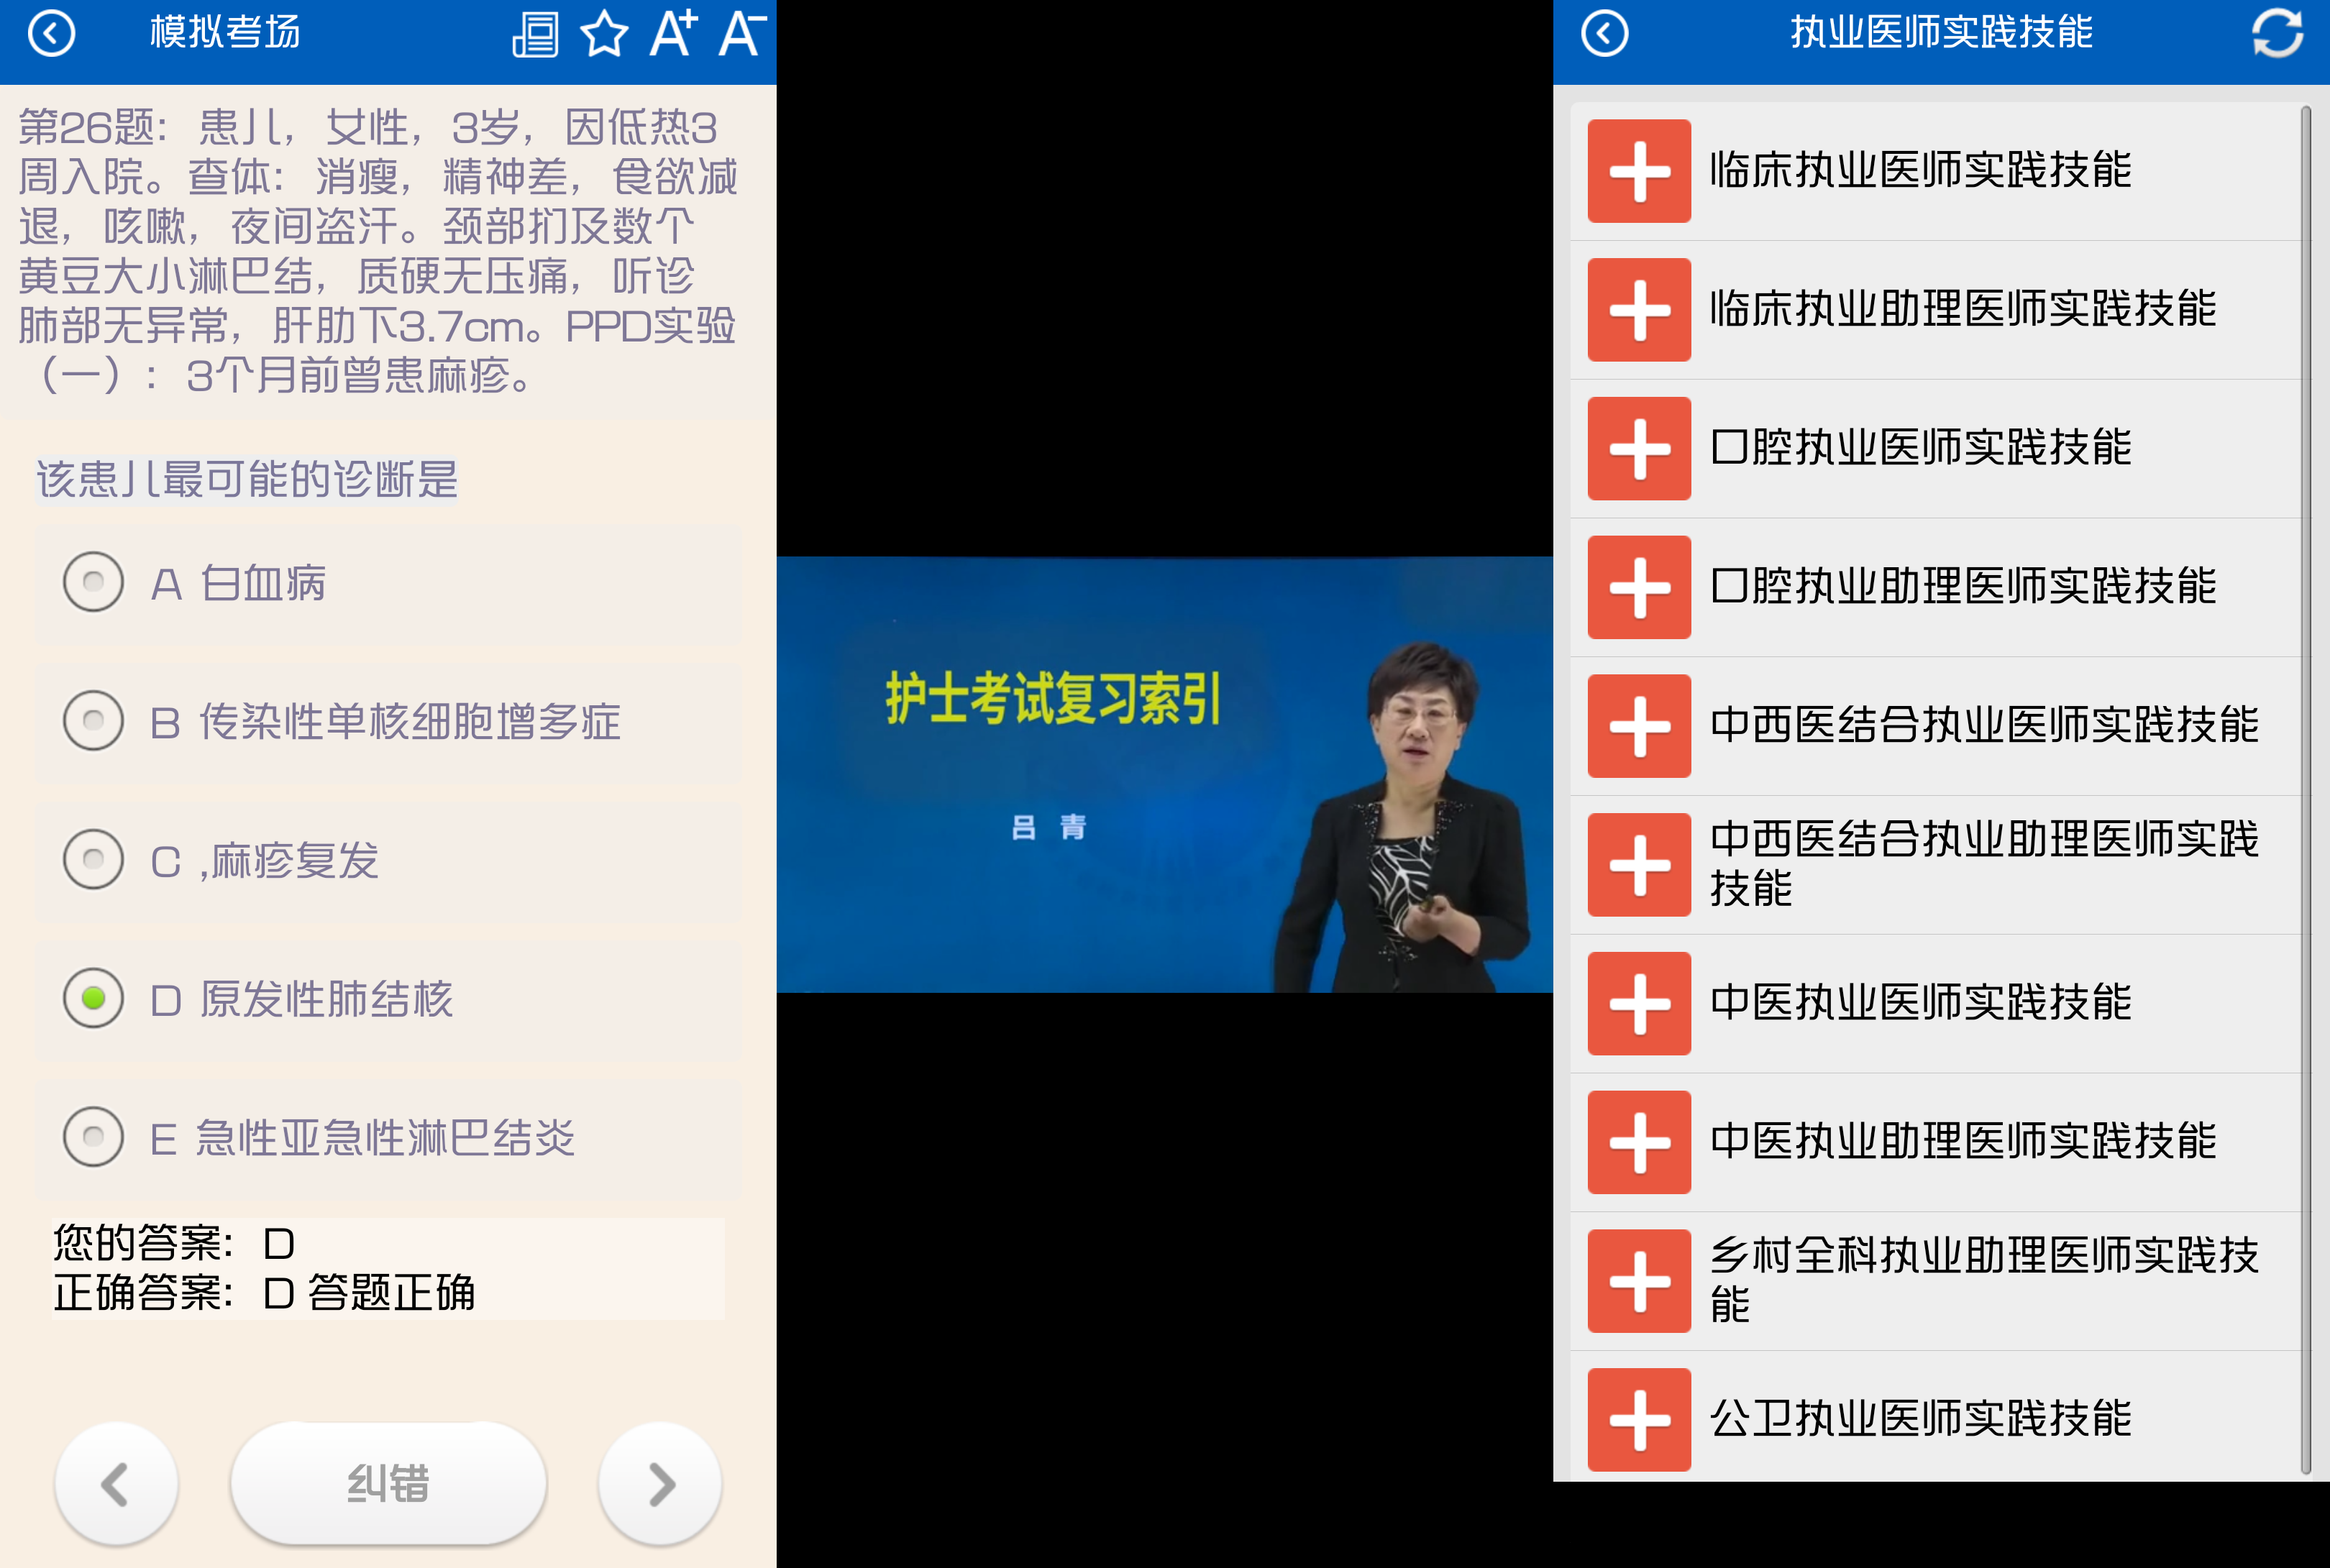 模拟考场
A+ A-
第26题：患儿，女性，3岁，因低热3
周入院。查体：消瘦，精神差，食欲减
退，咳嗽，夜间盗汗。颈部扪及数个
黄豆大小淋巴结，质硬无压痛，听诊
肺部无异常，肝肋下3.7cm。PPD实验
（一）：3个月前曾患麻疹。
该患儿最可能的诊断是
A 白血病
B 传染性单核细胞增多症
C ,麻疹复发
D 原发性肺结核
E 急性亚急性淋巴结炎
您的答案：D
正确答案：D 答题正确
纠错
护士考试复习索引
吕 青
执业医师实践技能
临床执业医师实践技能
临床执业助理医师实践技能
口腔执业医师实践技能
口腔执业助理医师实践技能
中西医结合执业医师实践技能
中西医结合执业助理医师实践
技能
中医执业医师实践技能
中医执业助理医师实践技能
乡村全科执业助理医师实践技
能
公卫执业医师实践技能